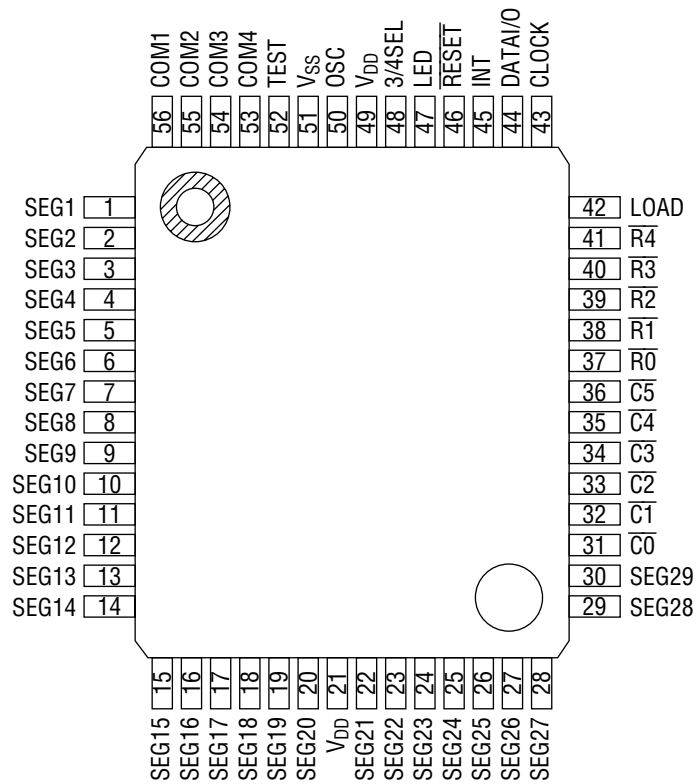 COM1
COM2
COM3
COM4
TEST
VSS
OSC
VDD
3/4SEL
LED
RESET
INT
DATAI/O
CLOCK
56
55
54
53
52
51
50
49
48
47
46
45
44
43
SEG1 1
SEG2 2
SEG3 3
SEG4 4
SEG5 5
SEG6 6
SEG7 7
SEG8 8
SEG9 9
SEG10 10
SEG11 11
SEG12 12
SEG13 13
SEG14 14
42 LOAD
41 R4
40 R3
39 R2
38 R1
37 R0
36 C5
35 C4
34 C3
33 C2
32 C1
31 C0
30 SEG29
29 SEG28
15
16
17
18
19
20
21
22
23
24
25
26
27
28
SEG15
SEG16
SEG17
SEG18
SEG19
SEG20
VDD
SEG21
SEG22
SEG23
SEG24
SEG25
SEG26
SEG27